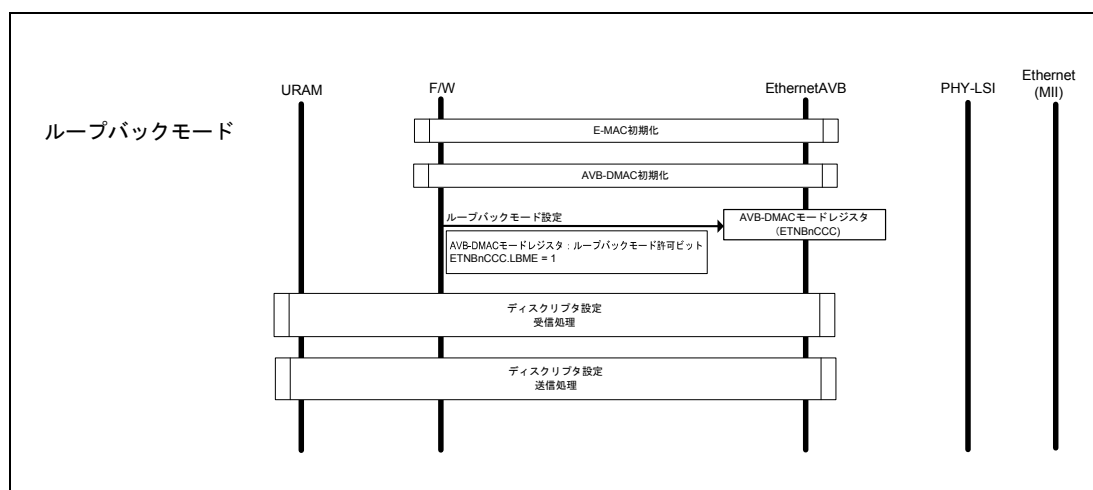 URAM
F/W
EthernetAVB
PHY-LSI
Ethernet
(MII)
ループバックモード
E-MAC初期化
AVB-DMAC初期化
ループバックモード設定
AVB-DMACモードレジスタ
（ETNBnCCC)
AVB-DMACモードレジスタ：ループバックモード許可ビット
ETNBnCCC.LBME = 1
ディスクリプタ設定
受信処理
ディスクリプタ設定
送信処理